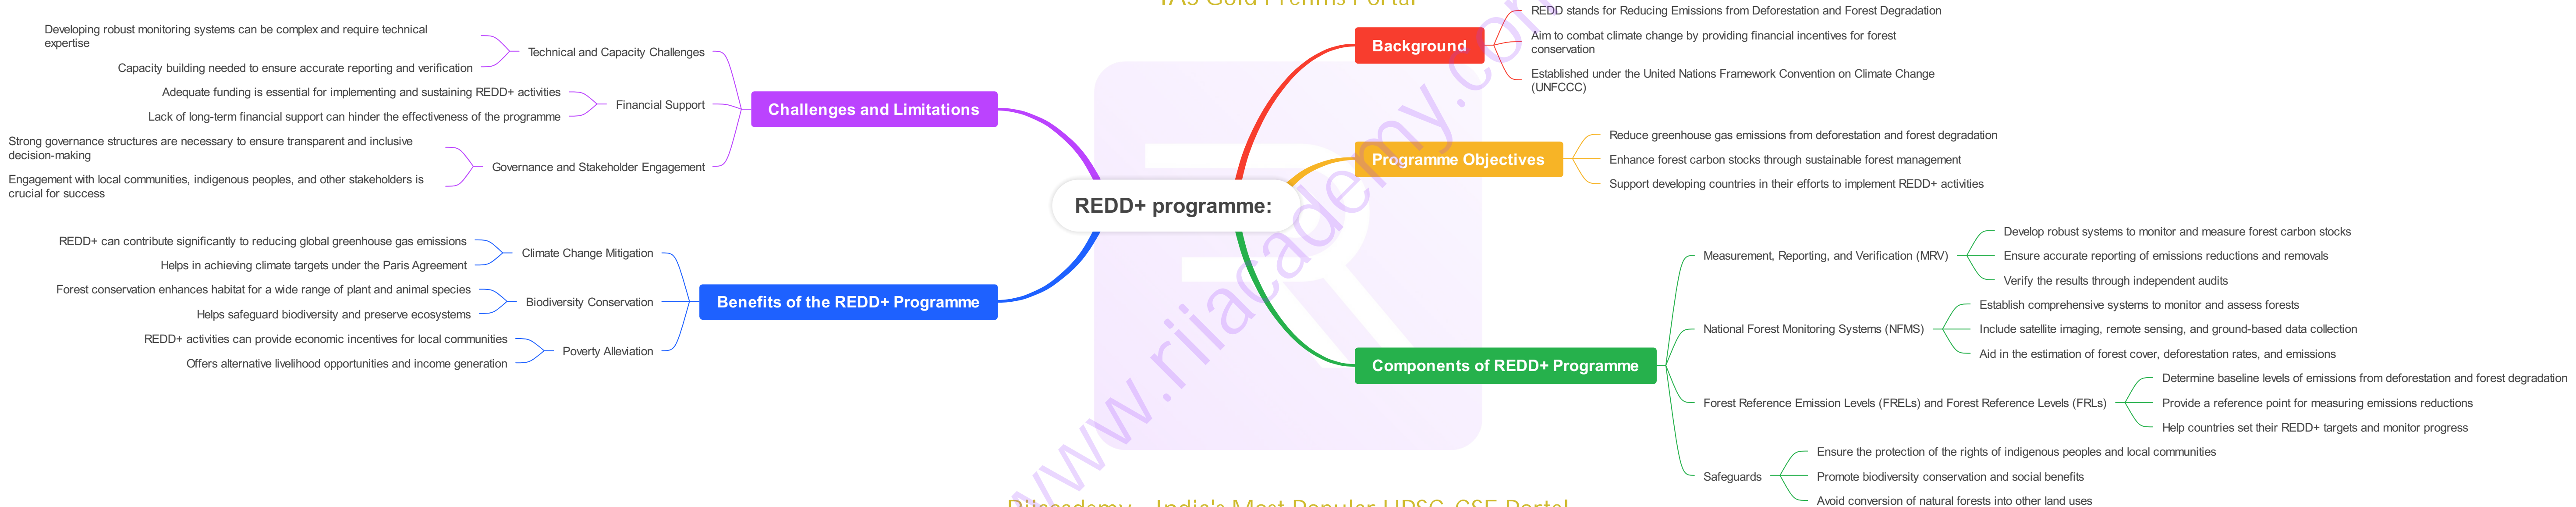 IAS Gold Prelims Portal
REDD+ programme:
Background
REDD stands for Reducing Emissions from Deforestation and Forest Degradation
Aim to combat climate change by providing financial incentives for forest
conservation
Established under the United Nations Framework Convention on Climate Change
(UNFCCC)
Programme Objectives
Reduce greenhouse gas emissions from deforestation and forest degradation
Enhance forest carbon stocks through sustainable forest management
Support developing countries in their efforts to implement REDD+ activities
Components of REDD+ Programme
Measurement, Reporting, and Verification (MRV)
Develop robust systems to monitor and measure forest carbon stocks
Ensure accurate reporting of emissions reductions and removals
Verify the results through independent audits
National Forest Monitoring Systems (NFMS)
Establish comprehensive systems to monitor and assess forests
Include satellite imaging, remote sensing, and ground-based data collection
Aid in the estimation of forest cover, deforestation rates, and emissions
Forest Reference Emission Levels (FRELs) and Forest Reference Levels (FRLs)
Determine baseline levels of emissions from deforestation and forest degradation
Provide a reference point for measuring emissions reductions
Help countries set their REDD+ targets and monitor progress
Safeguards
Ensure the protection of the rights of indigenous peoples and local communities
Promote biodiversity conservation and social benefits
Avoid conversion of natural forests into other land uses
Challenges and Limitations
Technical and Capacity Challenges
Developing robust monitoring systems can be complex and require technical
expertise
Capacity building needed to ensure accurate reporting and verification
Financial Support
Adequate funding is essential for implementing and sustaining REDD+ activities
Lack of long-term financial support can hinder the effectiveness of the programme
Governance and Stakeholder Engagement
Strong governance structures are necessary to ensure transparent and inclusive
decision-making
Engagement with local communities, indigenous peoples, and other stakeholders is
crucial for success
Benefits of the REDD+ Programme
Climate Change Mitigation
REDD+ can contribute significantly to reducing global greenhouse gas emissions
Helps in achieving climate targets under the Paris Agreement
Biodiversity Conservation
Forest conservation enhances habitat for a wide range of plant and animal species
Helps safeguard biodiversity and preserve ecosystems
Poverty Alleviation
REDD+ activities can provide economic incentives for local communities
Offers alternative livelihood opportunities and income generation
www.rijiacademy.com
India's Most Popular UPSC-CSE Portal